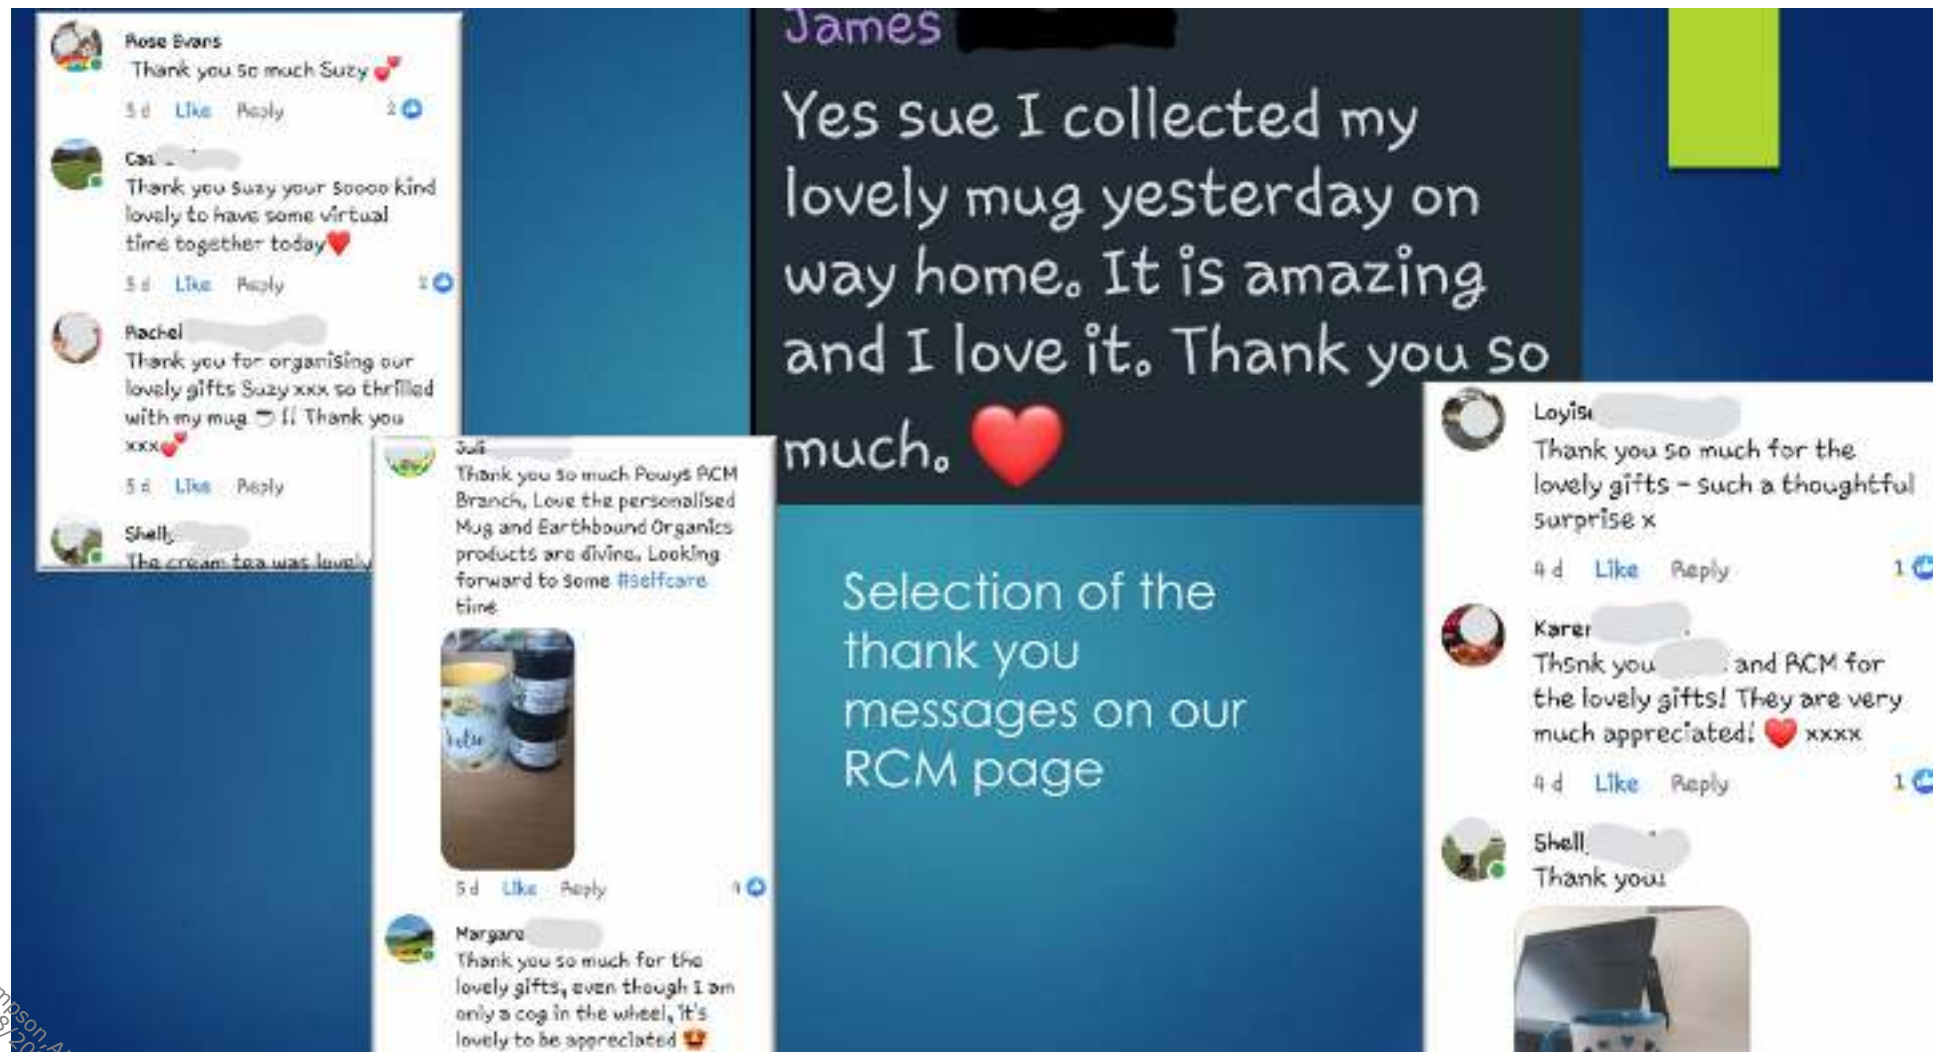 Rose Evans
Thank you so much Suzy 💕
5 d Like Reply 2
Thank you suzy your soooo kind
lovely to have some virtual
time together today❤️
5 d Like Reply 2
Rachel
Thank you for organising our
lovely gifts Suzy xxx so thrilled
with my mug ☕ !! Thank you
xxx💕
5 d Like Reply
Shelly
The cream tea was lovely
Juli
Thank you so much Powys RCM
Branch, Love the personalised
Mug and Earthbound Organics
products are divine. Looking
forward to some #selfcare
time
5 d Like Reply 4
Margare
Thank you so much for the
lovely gifts, even though I am
only a cog in the wheel, it's
lovely to be appreciated 🤩
James
Yes sue I collected my
lovely mug yesterday on
way home. It is amazing
and I love it. Thank you so
much. ❤️
Selection of the
thank you
messages on our
RCM page
Loyis
Thank you so much for the
lovely gifts - such a thoughtful
surprise x
4 d Like Reply 1
Karen
Thsnk you and RCM for
the lovely gifts! They are very
much appreciated! ❤️ xxxx
4 d Like Reply 1
Shell
Thank you!